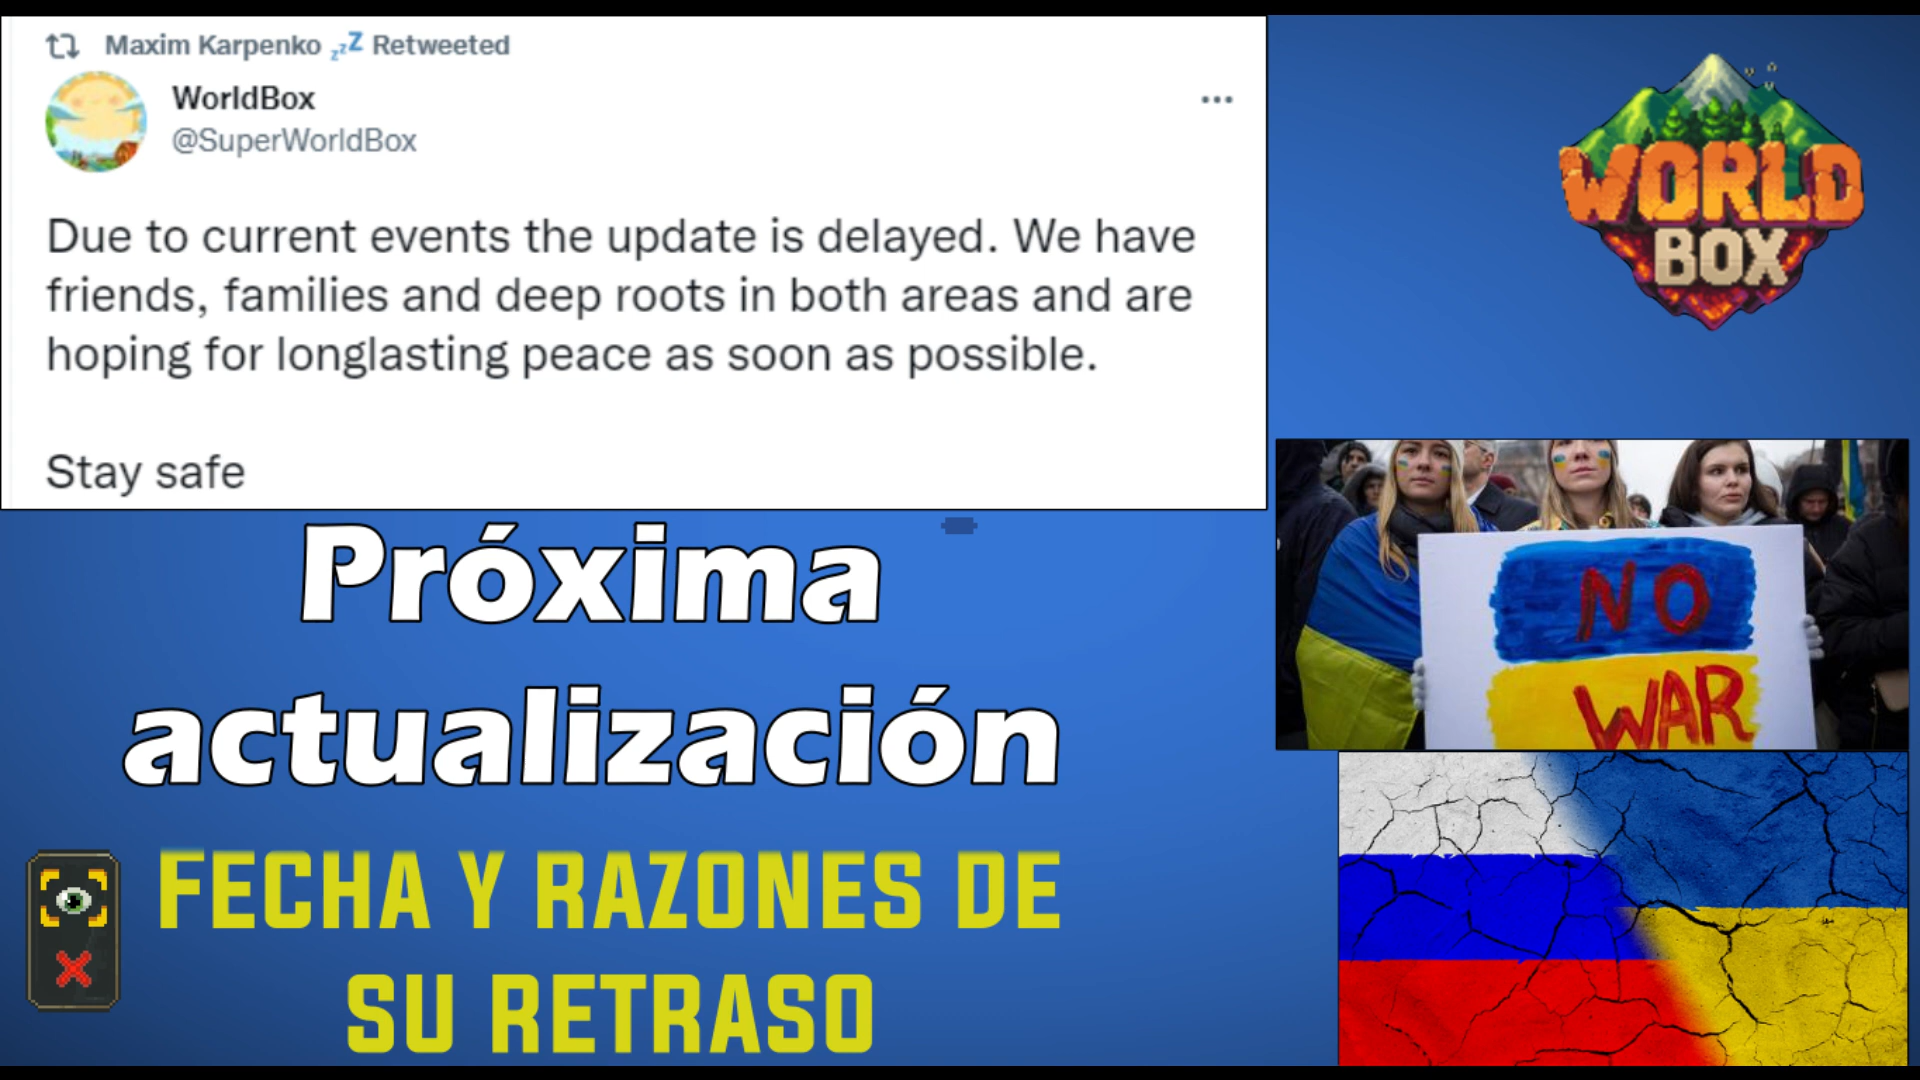 Maxim Karpenko zzZ Retweeted
WorldBox
@SuperWorldBox
Due to current events the update is delayed. We have
friends, families and deep roots in both areas and are
hoping for longlasting peace as soon as possible.
Stay safe
WORLD
BOX
NO
WAR
Próxima
actualización
FECHA Y RAZONES DE
SU RETRASO